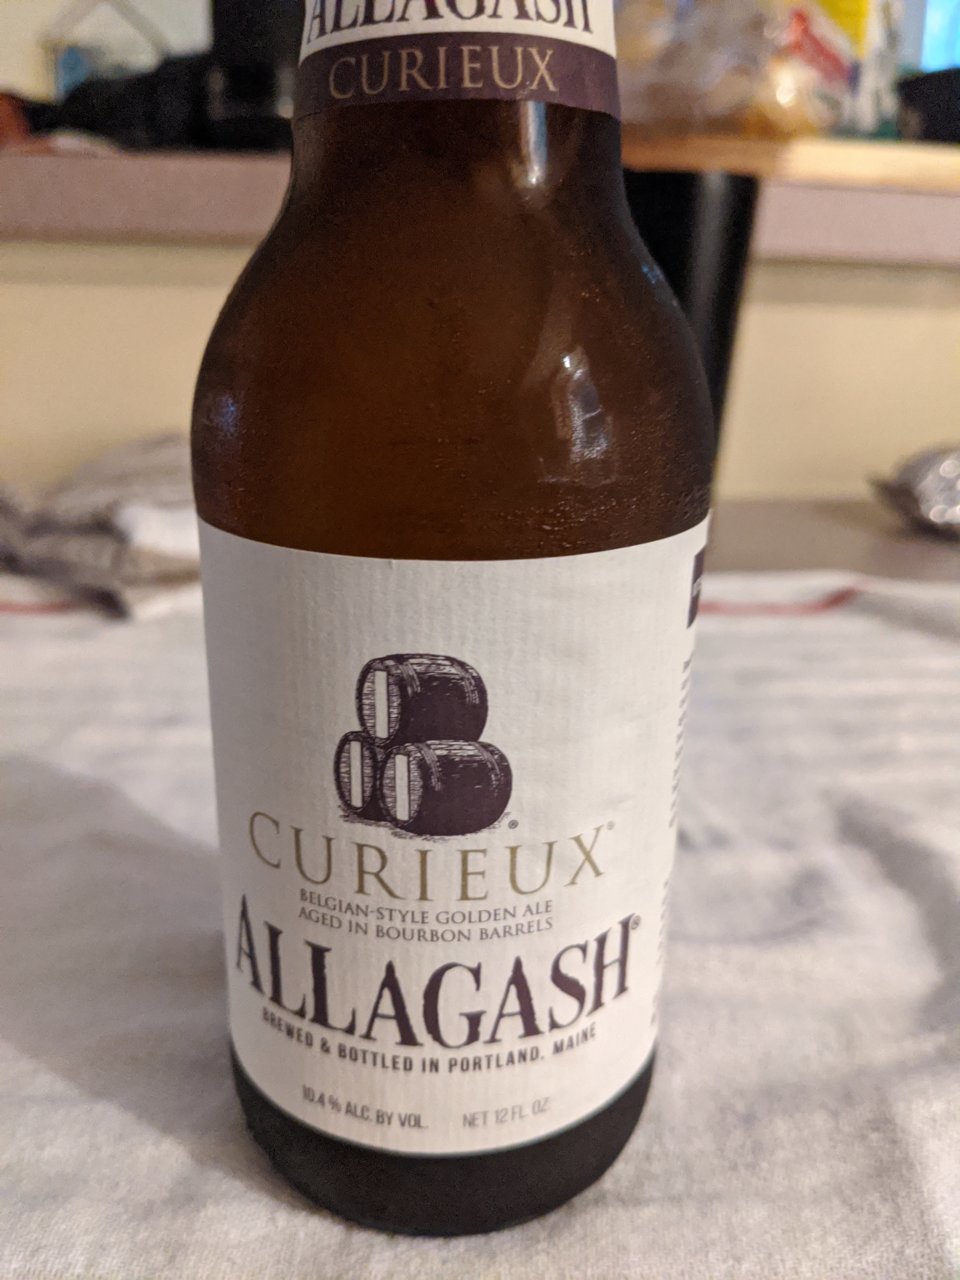 ALLAGASH
CURIEUX
CURIEUX®
BELGIAN-STYLE GOLDEN ALE
AGED IN BOURBON BARRELS
ALLAGASH®
BREWED & BOTTLED IN PORTLAND, MAINE
10.4% ALC. BY VOL. NET 12 FL. OZ.